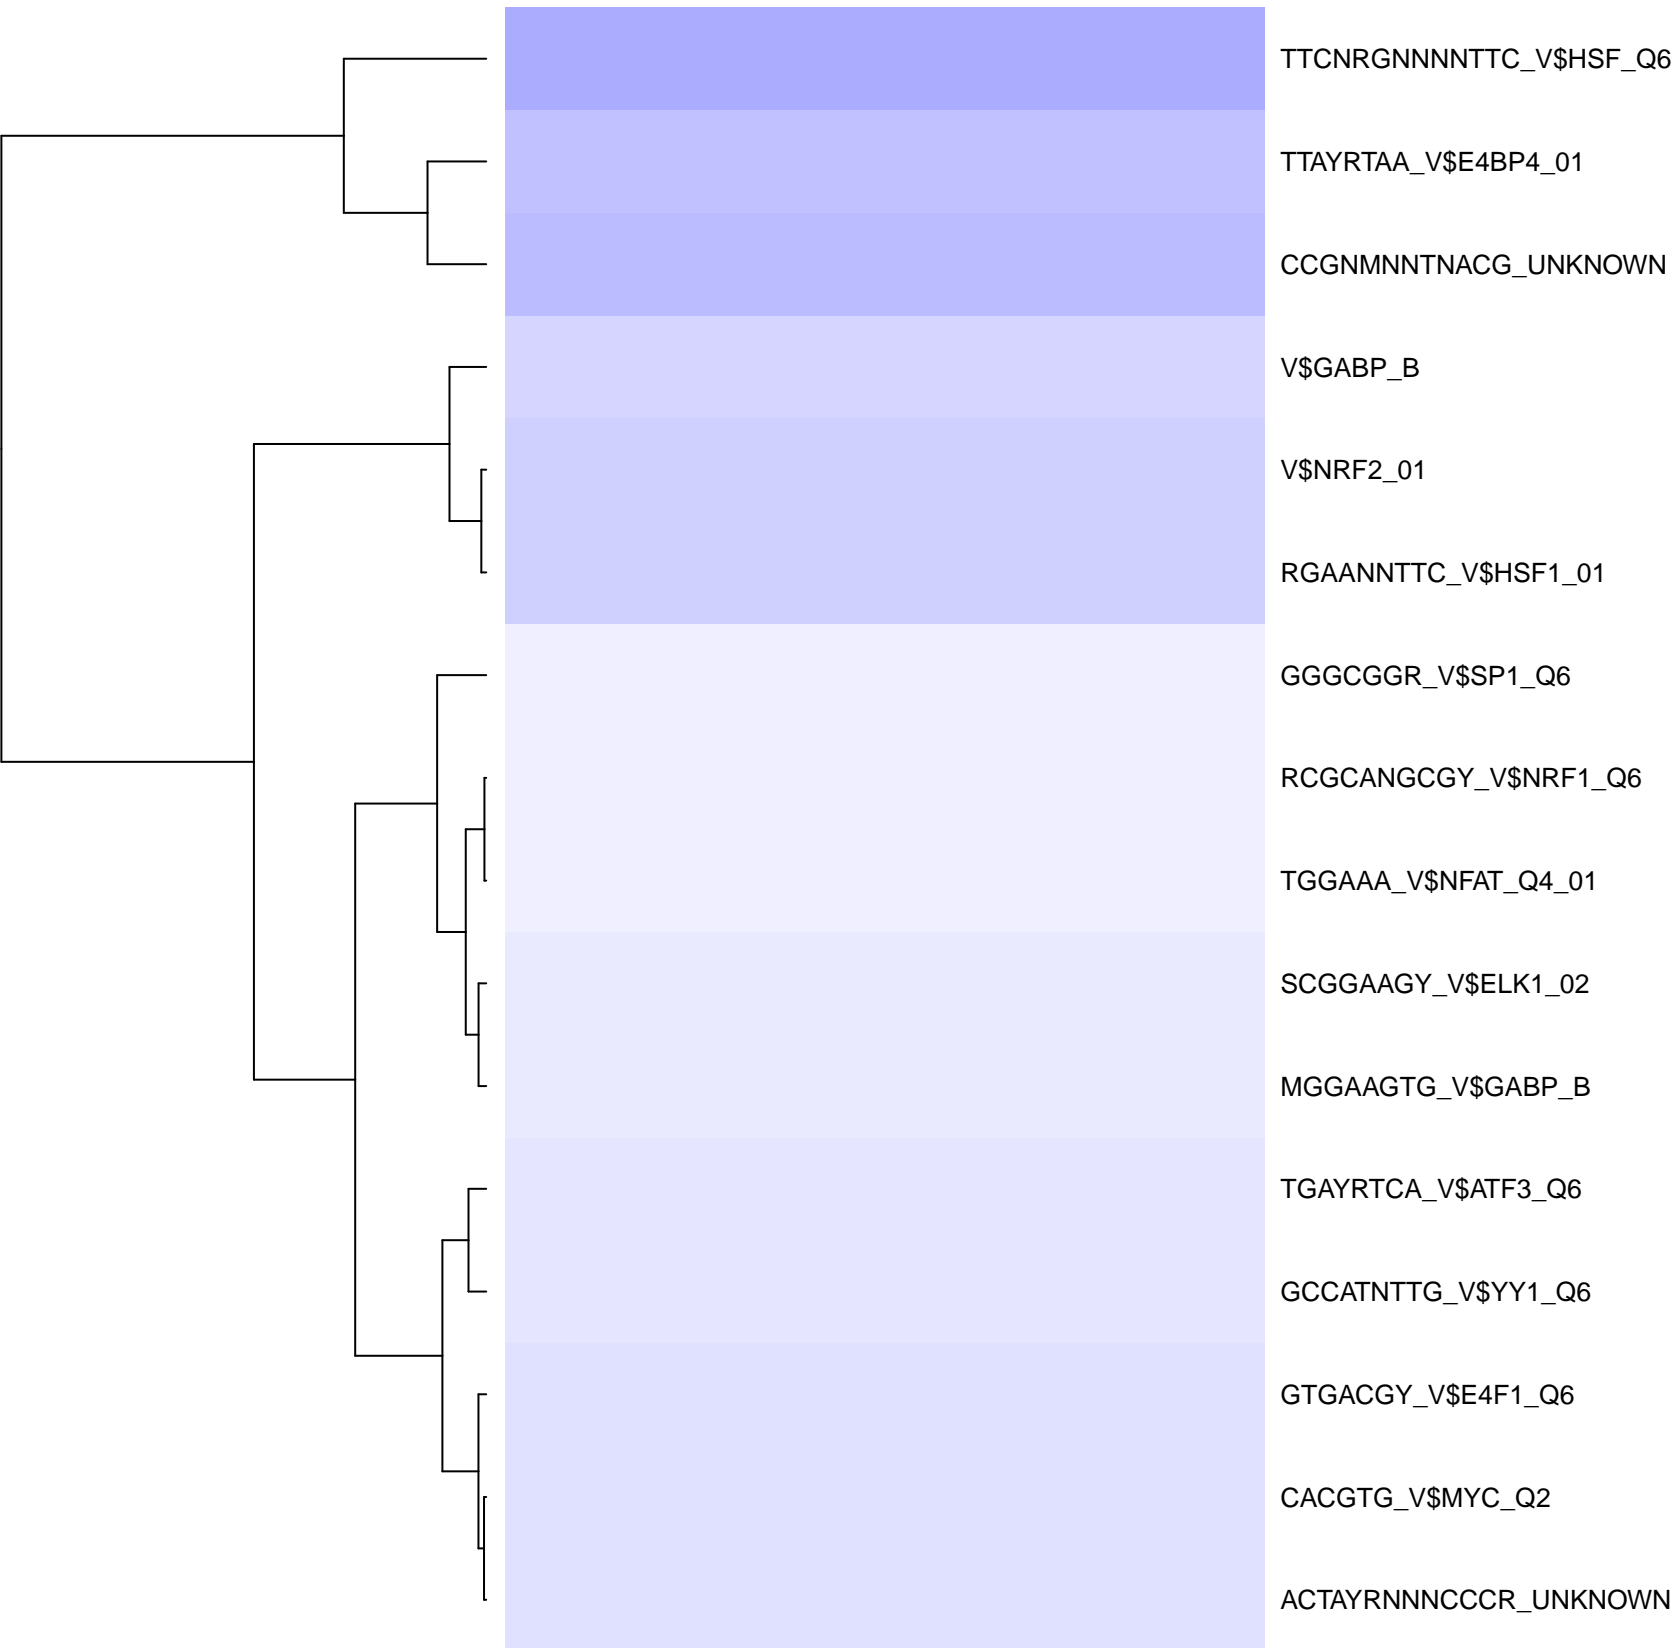 TTCNRGNNNNTTC_V$HSF_Q6
TTAYRTAA_V$E4BP4_01
CCGNMNNTNACG_UNKNOWN
V$GABP_B
V$NRF2_01
RGAANNTTC_V$HSF1_01
GGGCGGR_V$SP1_Q6
RCGCANGCGY_V$NRF1_Q6
TGGAAA_V$NFAT_Q4_01
SCGGAAGY_V$ELK1_02
MGGAAGTG_V$GABP_B
TGAYRTCA_V$ATF3_Q6
GCCATNTTG_V$YY1_Q6
GTGACGY_V$E4F1_Q6
CACGTG_V$MYC_Q2
ACTAYRNNNCCCR_UNKNOWN